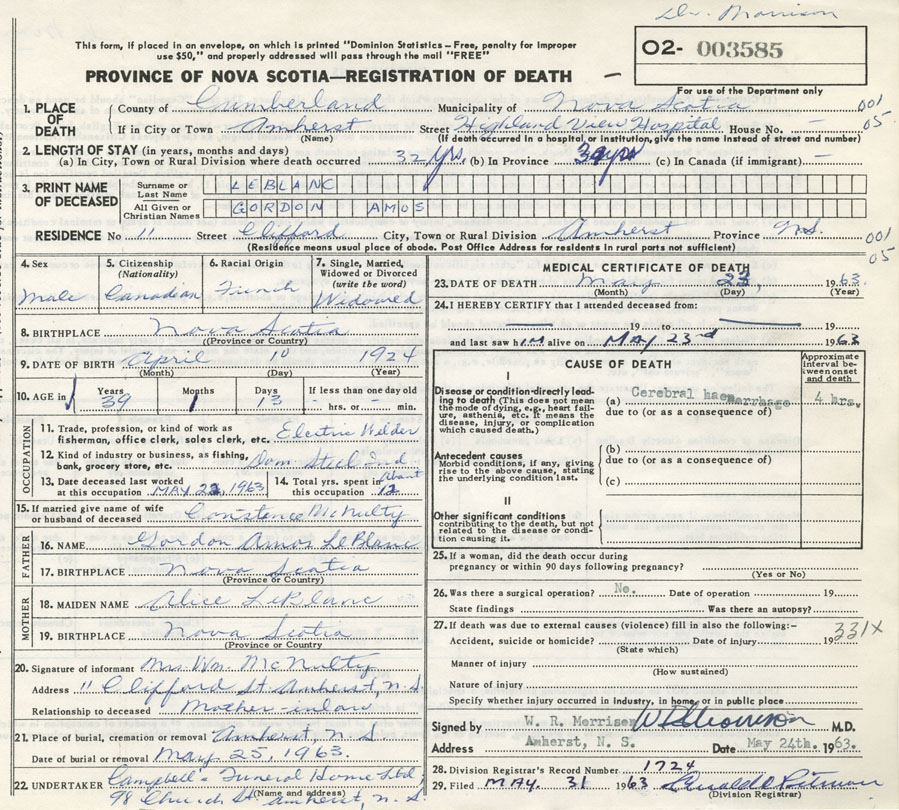 Dr. Morrison
This form, if placed in an envelope, on which is printed "Dominion Statistics – Free, penalty for improper
use $50," and properly addressed will pass through the mail "FREE"
PROVINCE OF NOVA SCOTIA—REGISTRATION OF DEATH
O2- 003585
For use of the Department only
1. PLACE OF DEATH County of Cumberland Municipality of Nova Scotia 001
If in City or Town Amherst Street Highland View Hospital House No. — 05
(Name) (If death occurred in a hospital or institution, give the name instead of street and number)
2. LENGTH OF STAY (in years, months and days)
(a) In City, Town or Rural Division where death occurred 32 yrs (b) In Province 39 yrs (c) In Canada (if immigrant) —
3. PRINT NAME OF DECEASED Surname or Last Name LEBLANC
All Given or Christian Names GORDON AMOS
RESIDENCE No 11 Street Clifford City, Town or Rural Division Amherst Province N.S. 001
(Residence means usual place of abode. Post Office Address for residents in rural parts not sufficient) 05
4. Sex Male
5. Citizenship (Nationality) Canadian
6. Racial Origin French
7. Single, Married, Widowed or Divorced (write the word) Widowed
8. BIRTHPLACE Nova Scotia
((Province or Country)
9. DATE OF BIRTH April 10 1924
(Month) (Day) (Year)
10. AGE in Years 39 Months 1 Days 13 If less than one day old
- hrs. or - min.
OCCUPATION
11. Trade, profession, or kind of work as
fisherman, office clerk, sales clerk, etc. Electric Welder
12. Kind of industry or business, as fishing,
bank, grocery store, etc. Dom Steel Ind
13. Date deceased last worked
at this occupation MAY 22, 1963
14. Total yrs. spent in
this occupation About 12
15. If married give name of wife
or husband of deceased Constence McNulty
FATHER
16. NAME Gordon Amos LeBlanc
17. BIRTHPLACE Nova Scotia
(Province or Country)
MOTHER
18. MAIDEN NAME Alice LeBlanc
19. BIRTHPLACE Nova Scotia
(Province or Country)
20. Signature of informant Mrs. Wm. McNulty
Address 11 Clifford St Amherst, N.S.
Relationship to deceased Mother-inlaw
21. Place of burial, cremation or removal Amherst, N.S
Date of burial or removal May 25, 1963.
22. UNDERTAKER Campbell's Funeral Home Ltd
(Name and address)
98 Church St Amherst, N.S.
MEDICAL CERTIFICATE OF DEATH
23. DATE OF DEATH May 23, 1963.
(Month) (Day) (Year)
24. I HEREBY CERTIFY that I attended deceased from:
— 19 to — 19
and last saw him alive on MAY 23rd 1963
CAUSE OF DEATH
Approximate interval between onset and death
I
Disease or condition directly lead-
ing to death (This does not mean
the mode of dying, e.g., heart fail-
ure, asthenia, etc. It means the
disease, injury, or complication
which caused death.)
(a) Cerebral haemorrhage 4 hrs.
due to (or as a consequence of)
Antecedent causes
Morbid conditions, if any, giving
rise to the above cause, stating
the underlying condition last.
(b)
due to (or as a consequence of)
(c)
II
Other significant conditions
contributing to the death, but not
related to the disease or condi-
tion causing it.
25. If a woman, did the death occur during
pregnancy or within 90 days following pregnancy?
(Yes or No)
26. Was there a surgical operation? No. Date of operation 19
State findings Was there an autopsy?
27. If death was due to external causes (violence) fill in also the following:–
Accident, suicide or homicide? Date of injury 19 331X
(State which)
Manner of injury
(How sustained)
Nature of injury
Specify whether injury occurred in Industry, in home, or in public place
Signed by W. R. Morrison M.D.
Address Amherst, N. S. Date May 24th. 1963.
28. Division Registrar's Record Number 1724
29. Filed MAY. 31 1963
(Division Registrar)